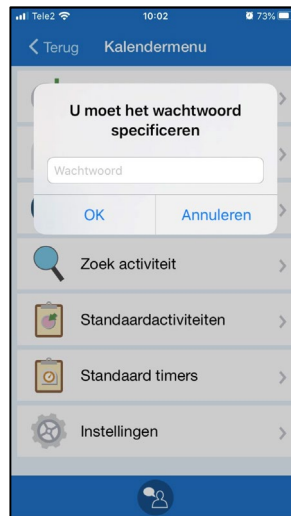 Tele2
10:02
73%
Terug
Kalendermenu
U moet het wachtwoord
specificeren
Wachtwoord
OK
Annuleren
Zoek activiteit
Standaardactiviteiten
Standaard timers
Instellingen